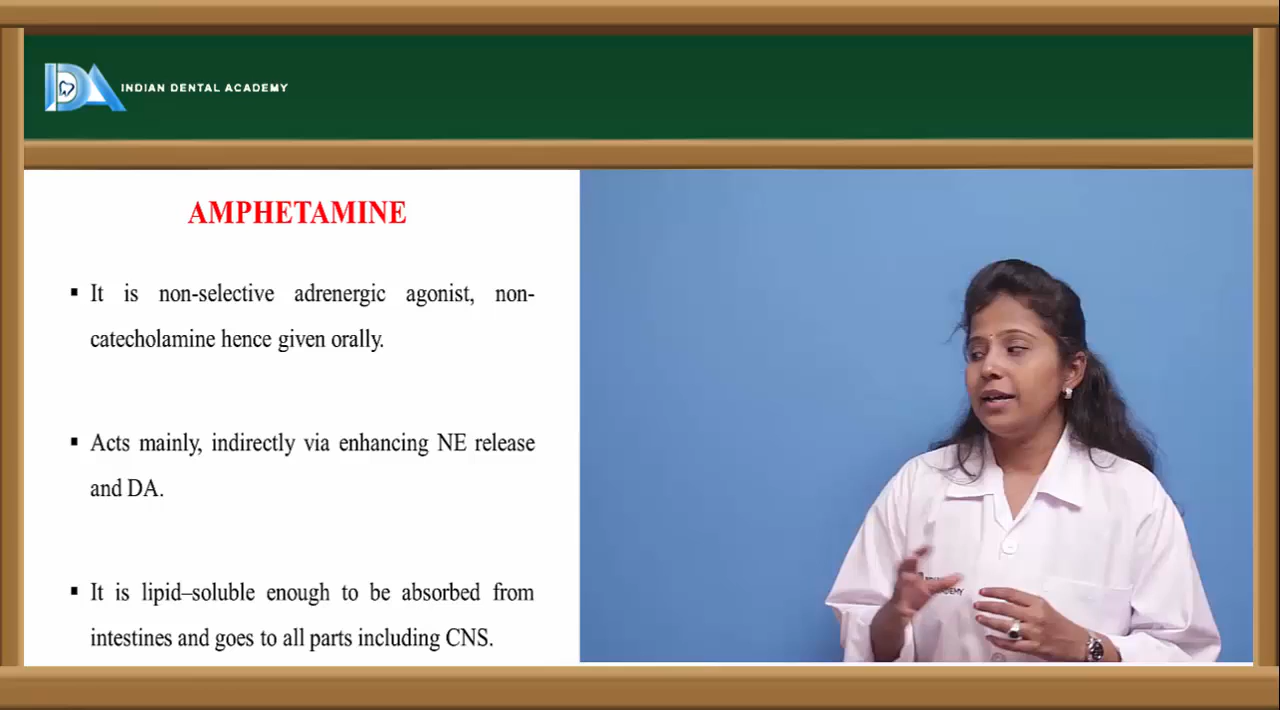 INDIAN DENTAL ACADEMY
AMPHETAMINE
▪ It is non-selective adrenergic agonist, non-
catecholamine hence given orally.
▪ Acts mainly, indirectly via enhancing NE release
and DA.
▪ It is lipid–soluble enough to be absorbed from
intestines and goes to all parts including CNS.